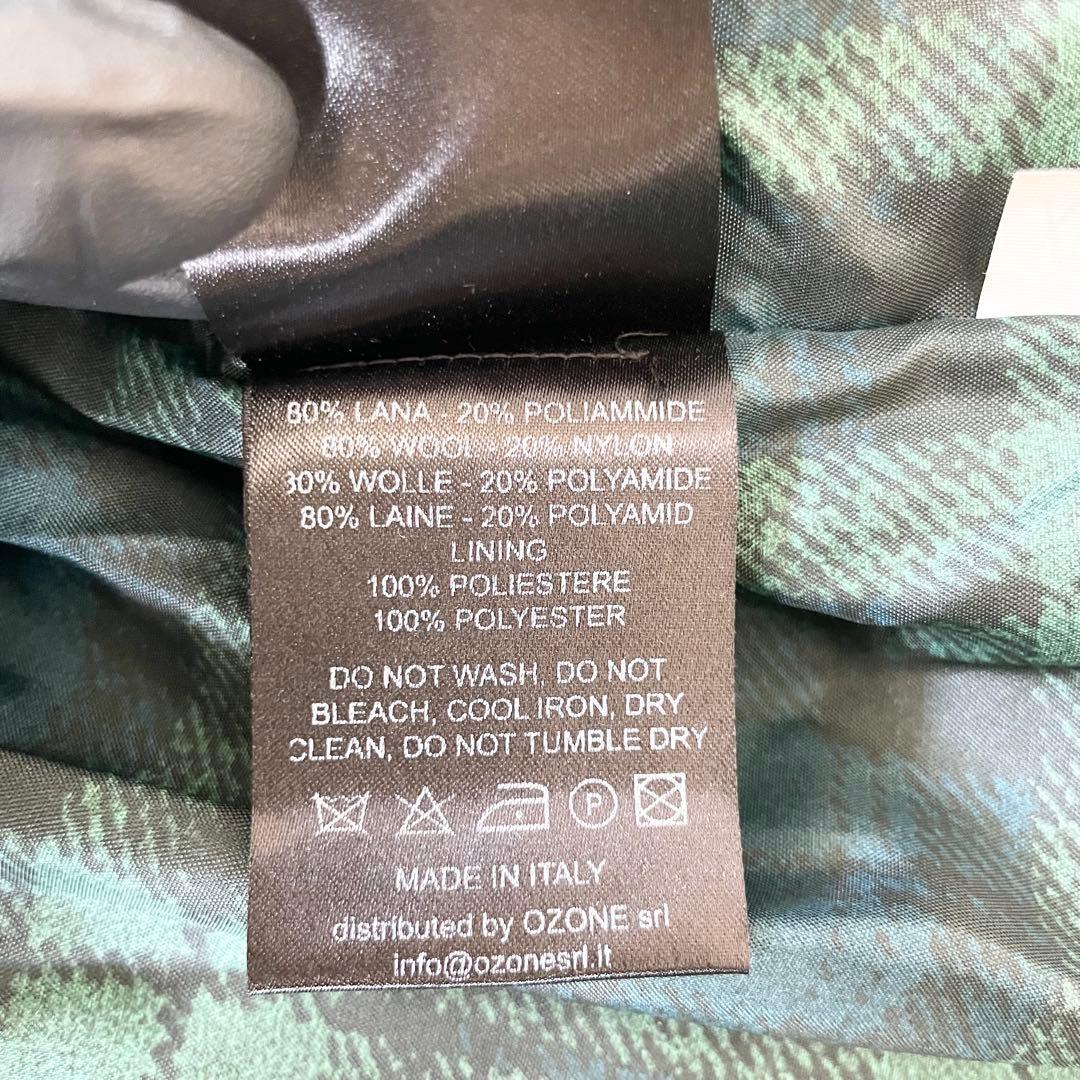 80% LANA - 20% POLIAMMIDE
80% WOOL - 20% NYLON
80% WOLLE - 20% POLYAMIDE
80% LAINE - 20% POLYAMID
LINING
100% POLIESTERE
100% POLYESTER
DO NOT WASH, DO NOT
BLEACH, COOL IRON, DRY
CLEAN, DO NOT TUMBLE DRY
P
MADE IN ITALY
distributed by OZONE srl
info@ozonesrl.it